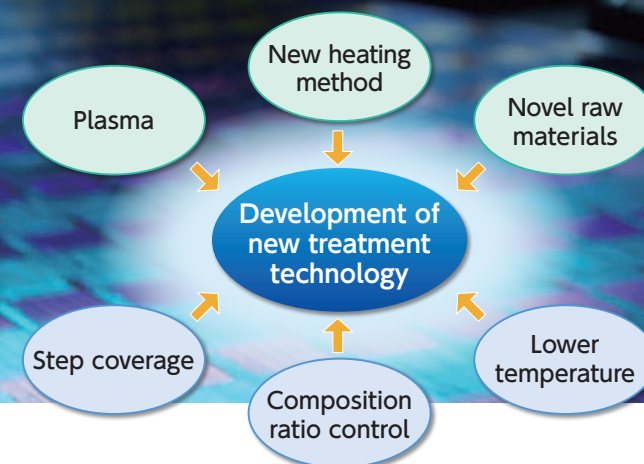 New heating
method
Plasma
Novel raw
materials
Development of
new treatment
technology
Step coverage
Lower
temperature
Composition
ratio control